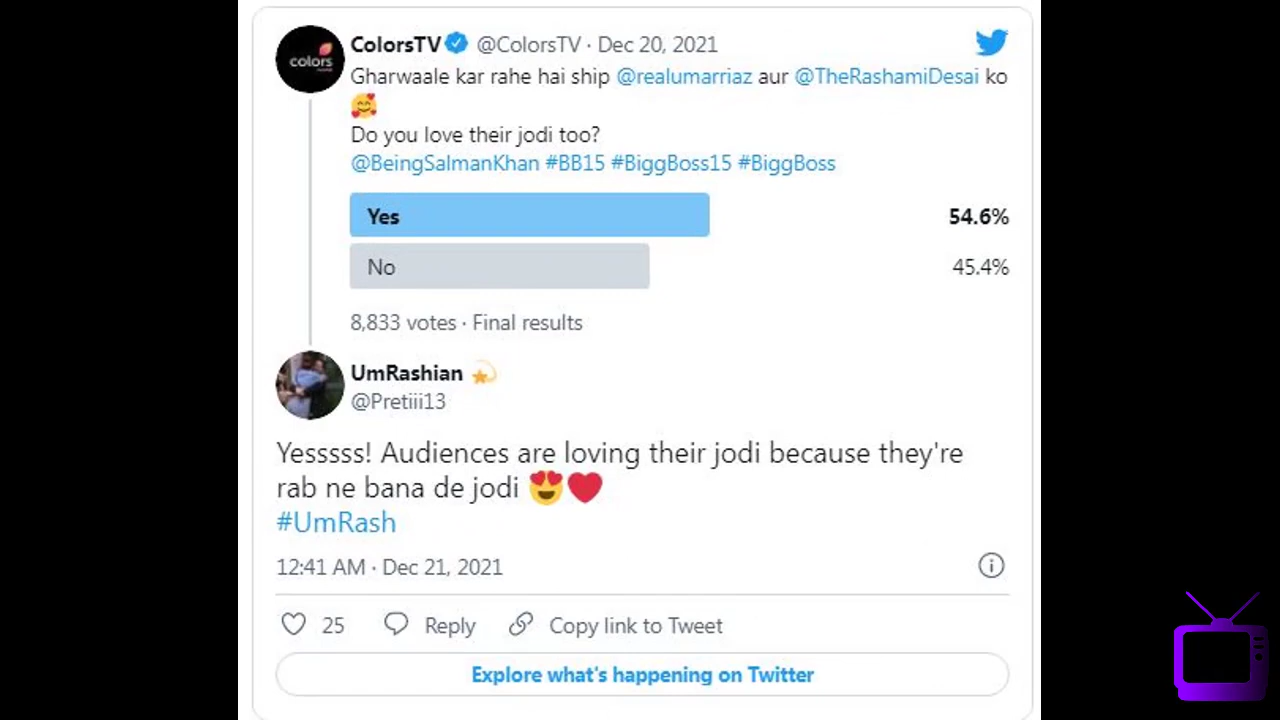 colors
ColorsTV @ColorsTV · Dec 20, 2021
Gharwaale kar rahe hai ship @realumarriaz aur @TheRashamiDesai ko
🥰
Do you love their jodi too?
@BeingSalmanKhan #BB15 #BiggBoss15 #BiggBoss
Yes 54.6%
No 45.4%
8,833 votes · Final results
UmRashian 💫
@Pretiii13
Yesssss! Audiences are loving their jodi because they're
rab ne bana de jodi 😍❤️
#UmRash
12:41 AM · Dec 21, 2021
25 Reply Copy link to Tweet
Explore what's happening on Twitter